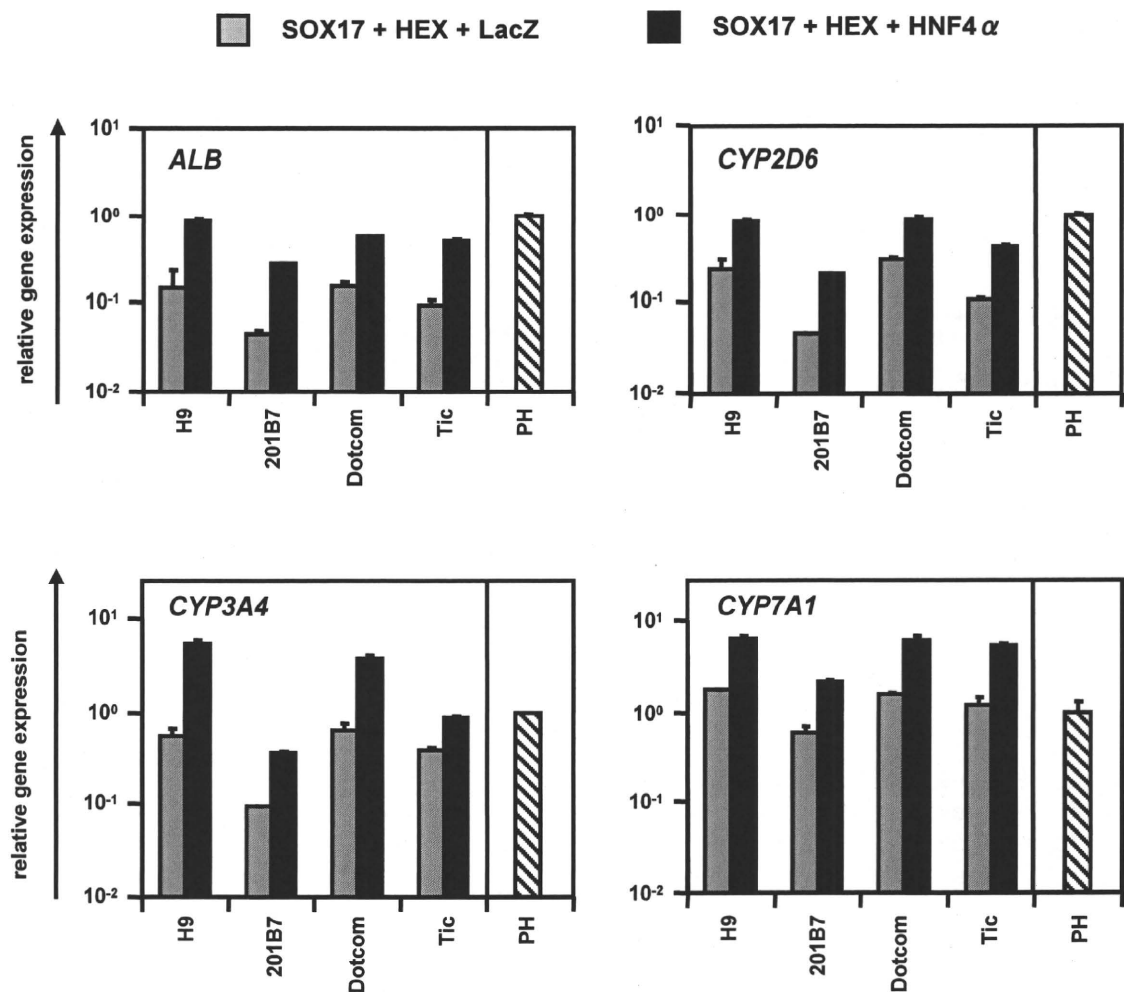 SOX17 + HEX + LacZ
SOX17 + HEX + HNF4 α
relative gene expression
10¹
10⁰
10⁻¹
10⁻²
ALB
H9
201B7
Dotcom
Tic
PH
10¹
10⁰
10⁻¹
10⁻²
CYP2D6
H9
201B7
Dotcom
Tic
PH
relative gene expression
10¹
10⁰
10⁻¹
10⁻²
CYP3A4
H9
201B7
Dotcom
Tic
PH
10¹
10⁰
10⁻¹
10⁻²
CYP7A1
H9
201B7
Dotcom
Tic
PH